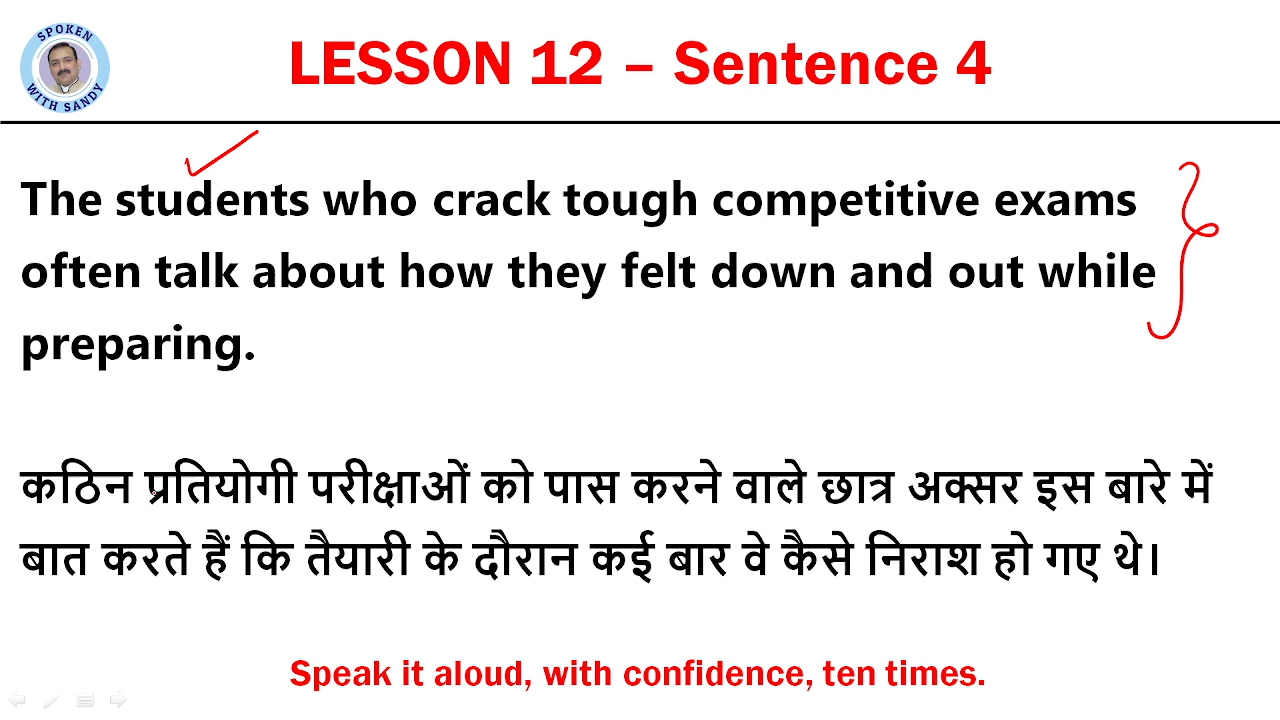 SPOKEN
WITH SANDY
LESSON 12 – Sentence 4
The students who crack tough competitive exams
often talk about how they felt down and out while
preparing.
कठिन प्रतियोगी परीक्षाओं को पास करने वाले छात्र अक्सर इस बारे में
बात करते हैं कि तैयारी के दौरान कई बार वे कैसे निराश हो गए थे।
Speak it aloud, with confidence, ten times.